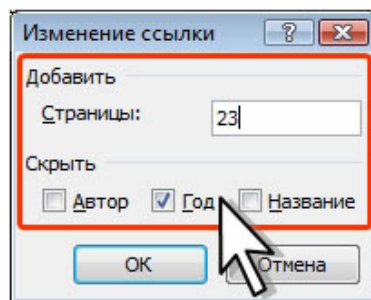 Изменение ссылки
Добавить
Страницы: 23
Скрыть
Автор Год Название
ОК Отмена